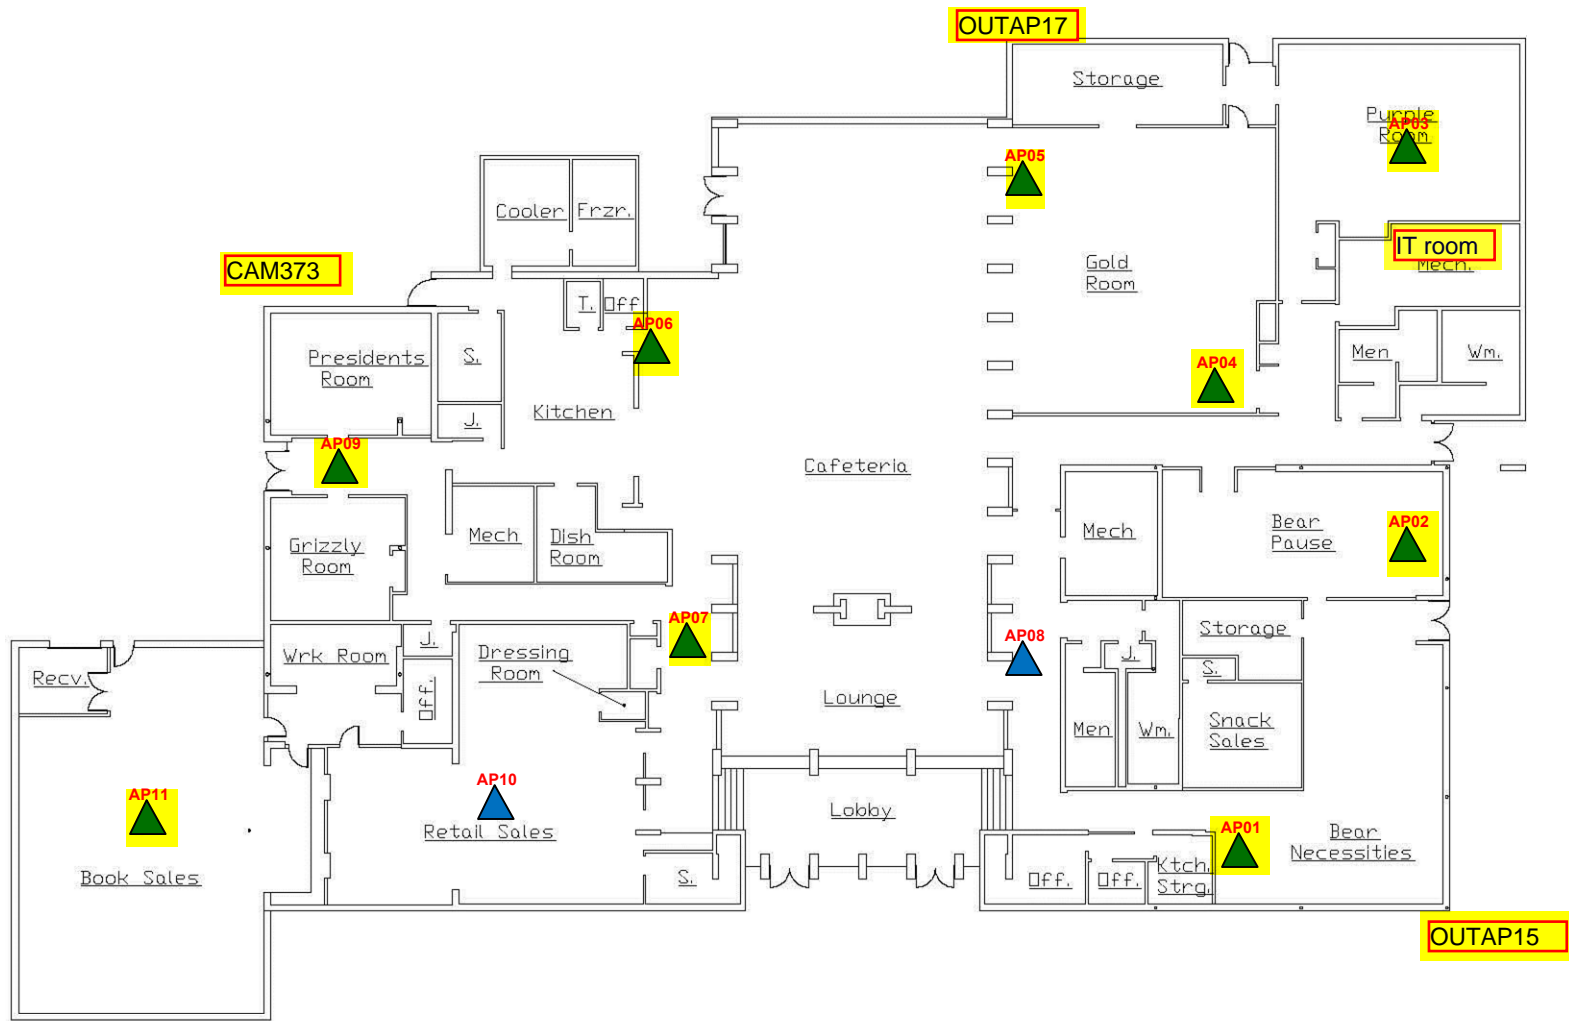 OUTAP17
Storage
Purple
Room
AP03
AP05
Cooler
Frzr.
CAM373
IT room
Mech.
Gold
Room
T.
Off
AP06
Presidents
Room
S.
Men
Wm.
AP04
Kitchen
J.
AP09
Cafeteria
Mech
Dish
Room
Grizzly
Room
Mech
Bear
Pause
AP02
AP07
AP08
Storage
J.
Wrk Room
Dressing
Room
J.
S.
Recv.
Off.
Lounge
Men
Wm.
Snack
Sales
AP10
AP11
Retail Sales
Lobby
AP01
Bear
Necessities
Book Sales
S.
Off.
Off.
Ktch.
Strg.
OUTAP15